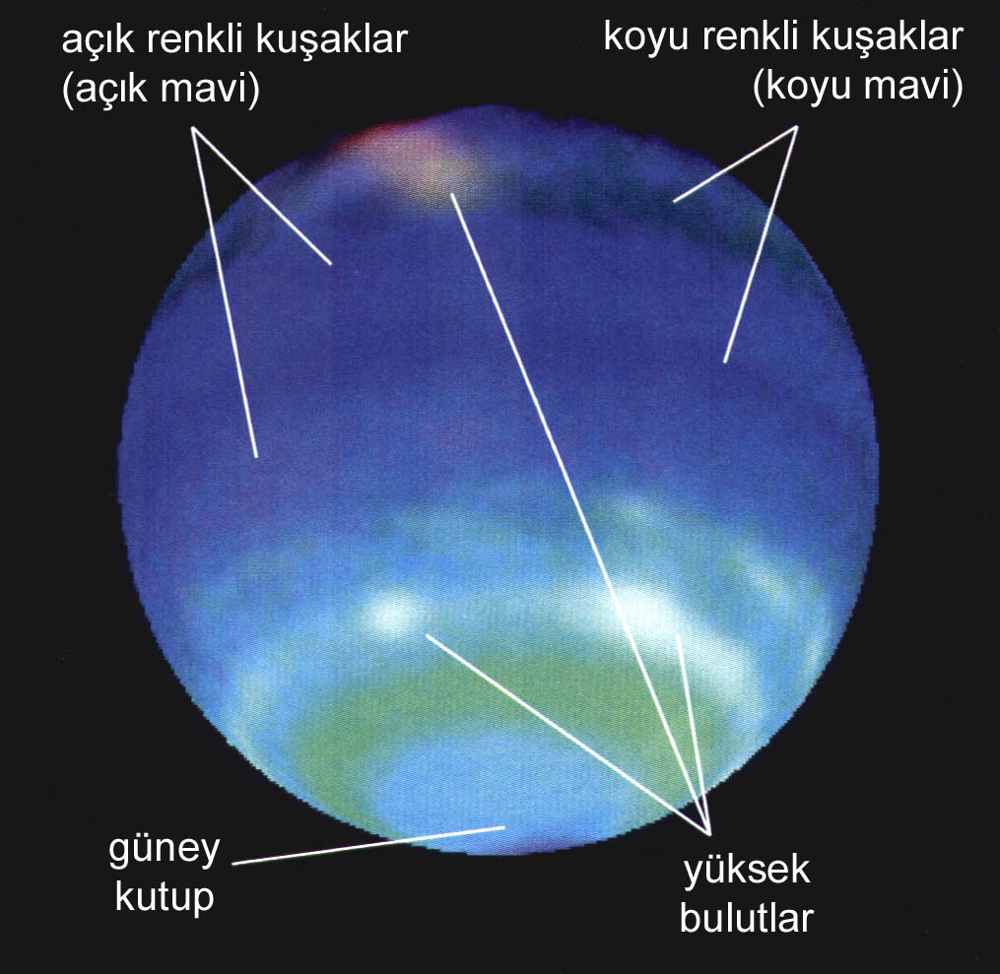 açık renkli kuşaklar
(açık mavi)
koyu renkli kuşaklar
(koyu mavi)
güney
kutup
yüksek
bulutlar